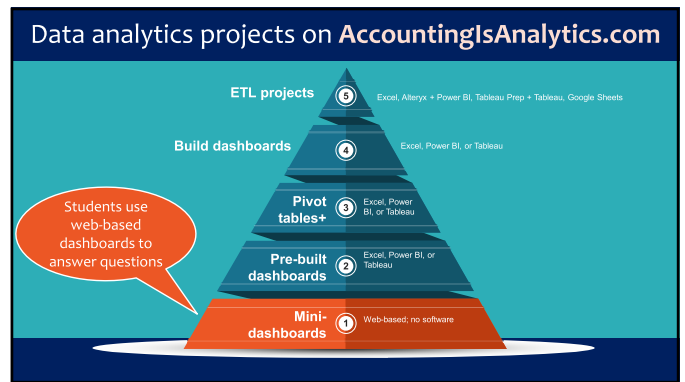 Data analytics projects on AccountingIsAnalytics.com
ETL projects
5
Excel, Alteryx + Power BI, Tableau Prep + Tableau, Google Sheets
Build dashboards
4
Excel, Power BI, or Tableau
Pivot
tables+
3
Excel, Power
BI, or Tableau
Pre-built
dashboards
2
Excel, Power BI, or
Tableau
Mini-
dashboards
1
Web-based; no software
Students use
web-based
dashboards to
answer questions